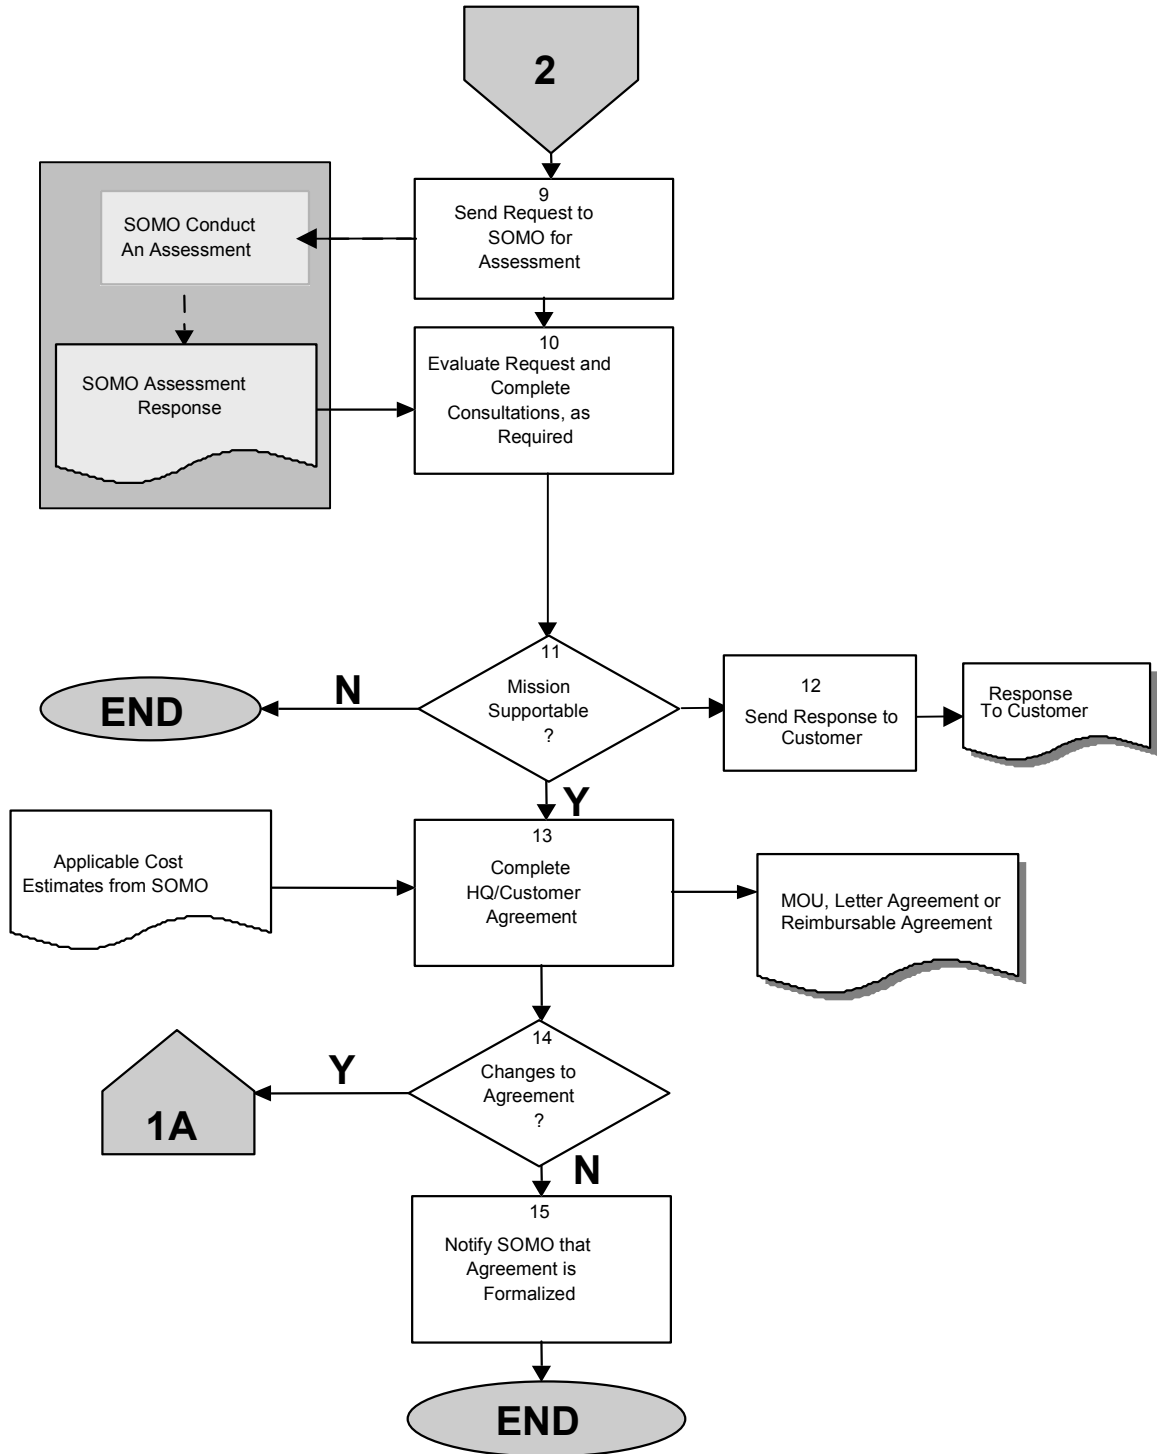 2
9
Send Request to
SOMO for
Assessment
SOMO Conduct
An Assessment
10
Evaluate Request and
Complete
Consultations, as
Required
SOMO Assessment
Response
11
Mission
Supportable
?
N
END
12
Send Response to
Customer
Response
To Customer
Y
13
Complete
HQ/Customer
Agreement
Applicable Cost
Estimates from SOMO
MOU, Letter Agreement or
Reimbursable Agreement
14
Changes to
Agreement
?
Y
1A
N
15
Notify SOMO that
Agreement is
Formalized
END